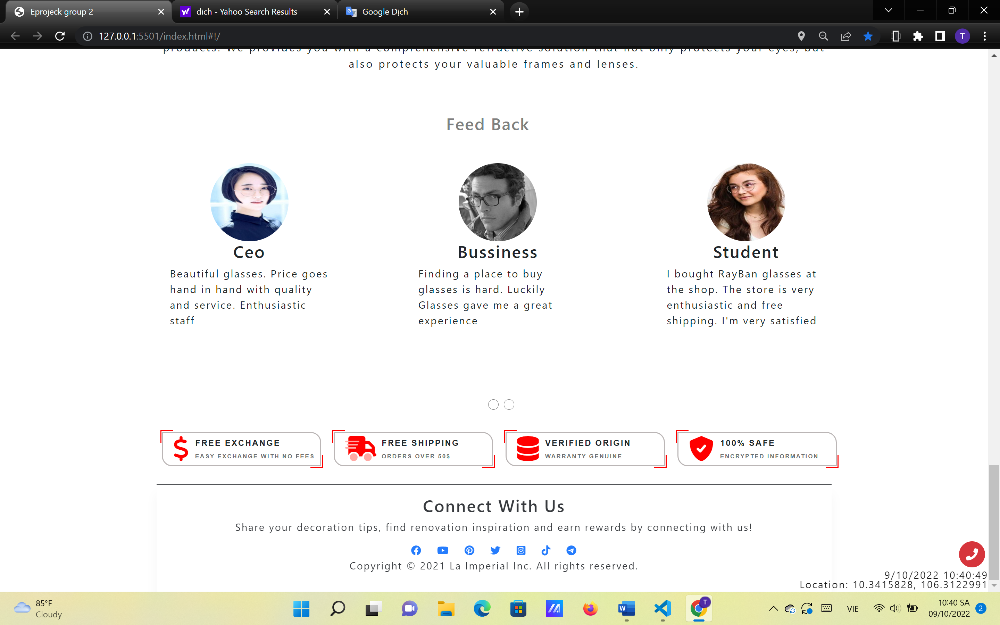 Eprojeck group 2
dich - Yahoo Search Results
Google Dịch
127.0.0.1:5501/index.html#!/
T
products. We provides you with a comprehensive refractive solution that not only protects your eyes, but
also protects your valuable frames and lenses.
Feed Back
Ceo
Beautiful glasses. Price goes
hand in hand with quality
and service. Enthusiastic
staff
Bussiness
Finding a place to buy
glasses is hard. Luckily
Glasses gave me a great
experience
Student
I bought RayBan glasses at
the shop. The store is very
enthusiastic and free
shipping. I'm very satisfied
FREE EXCHANGE
EASY EXCHANGE WITH NO FEES
FREE SHIPPING
ORDERS OVER 50$
VERIFIED ORIGIN
WARRANTY GENUINE
100% SAFE
ENCRYPTED INFORMATION
Connect With Us
Share your decoration tips, find renovation inspiration and earn rewards by connecting with us!
Copyright © 2021 La Imperial Inc. All rights reserved.
9/10/2022 10:40:49
Location: 10.3415828, 106.3122991
85°F
Cloudy
W
T
VIE
10:40 SA
09/10/2022
2